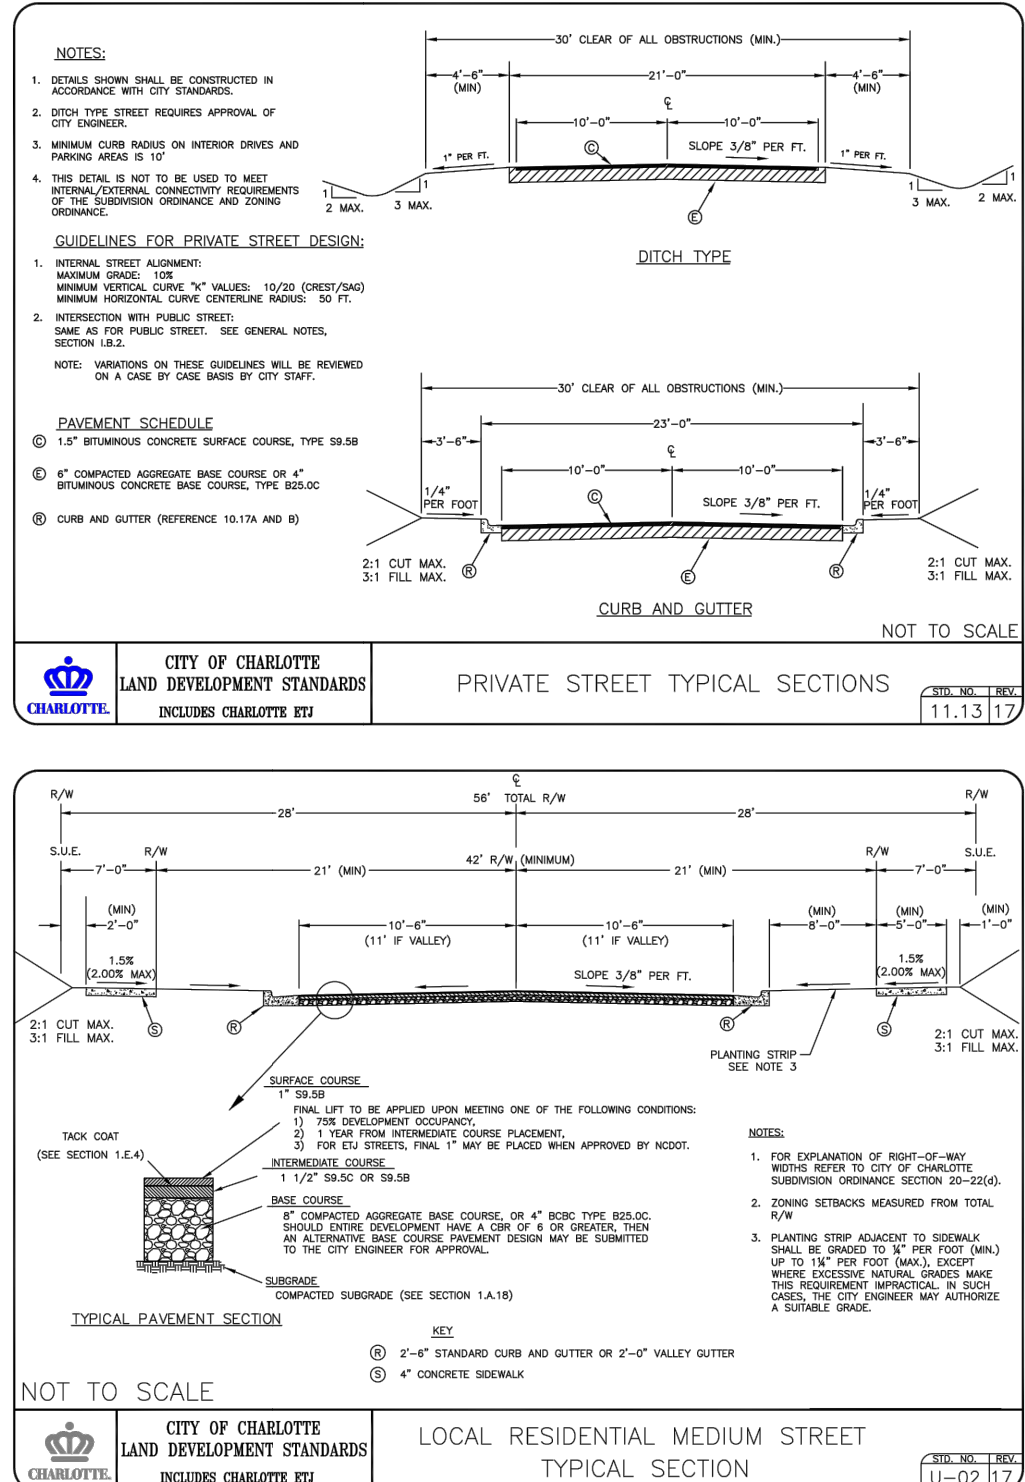 NOTES:
1. DETAILS SHOWN SHALL BE CONSTRUCTED IN
ACCORDANCE WITH CITY STANDARDS.
2. DITCH TYPE STREET REQUIRES APPROVAL OF
CITY ENGINEER.
3. MINIMUM CURB RADIUS ON INTERIOR DRIVES AND
PARKING AREAS IS 10'
4. THIS DETAIL IS NOT TO BE USED TO MEET
INTERNAL/EXTERNAL CONNECTIVITY REQUIREMENTS
OF THE SUBDIVISION ORDINANCE AND ZONING
ORDINANCE.
GUIDELINES FOR PRIVATE STREET DESIGN:
1. INTERNAL STREET ALIGNMENT:
MAXIMUM GRADE: 10%
MINIMUM VERTICAL CURVE "K" VALUES: 10/20 (CREST/SAG)
MINIMUM HORIZONTAL CURVE CENTERLINE RADIUS: 50 FT.
2. INTERSECTION WITH PUBLIC STREET:
SAME AS FOR PUBLIC STREET. SEE GENERAL NOTES,
SECTION I.B.2.
NOTE: VARIATIONS ON THESE GUIDELINES WILL BE REVIEWED
ON A CASE BY CASE BASIS BY CITY STAFF.
PAVEMENT SCHEDULE
C 1.5" BITUMINOUS CONCRETE SURFACE COURSE, TYPE S9.5B
E 6" COMPACTED AGGREGATE BASE COURSE OR 4"
BITUMINOUS CONCRETE BASE COURSE, TYPE B25.0C
R CURB AND GUTTER (REFERENCE 10.17A AND B)
30' CLEAR OF ALL OBSTRUCTIONS (MIN.)
4'-6" 21'-0" 4'-6"
(MIN) (MIN)
℄
10'-0" 10'-0"
C SLOPE 3/8" PER FT.
1" PER FT. 1" PER FT.
1 1 1 1
2 MAX. 3 MAX. 3 MAX. 2 MAX.
E
DITCH TYPE
30' CLEAR OF ALL OBSTRUCTIONS (MIN.)
23'-0"
3'-6" ℄ 3'-6"
10'-0" 10'-0"
1/4" C SLOPE 3/8" PER FT. 1/4"
PER FOOT PER FOOT
2:1 CUT MAX. 2:1 CUT MAX.
3:1 FILL MAX. R E R 3:1 FILL MAX.
CURB AND GUTTER
NOT TO SCALE
CHARLOTTE.
CITY OF CHARLOTTE
LAND DEVELOPMENT STANDARDS
INCLUDES CHARLOTTE ETJ
PRIVATE STREET TYPICAL SECTIONS
STD. NO. REV.
11.13 17
℄
R/W 56' TOTAL R/W R/W
28' 28'
S.U.E. R/W 42' R/W (MINIMUM) R/W S.U.E.
7'-0" 21' (MIN) 21' (MIN) 7'-0"
(MIN) (MIN) (MIN) (MIN)
2'-0" 10'-6" 10'-6" 8'-0" 5'-0" 1'-0"
(11' IF VALLEY) (11' IF VALLEY)
1.5% 1.5%
(2.00% MAX) SLOPE 3/8" PER FT. (2.00% MAX)
2:1 CUT MAX. S R R S 2:1 CUT MAX.
3:1 FILL MAX. 3:1 FILL MAX.
PLANTING STRIP
SEE NOTE 3
SURFACE COURSE
1" S9.5B
FINAL LIFT TO BE APPLIED UPON MEETING ONE OF THE FOLLOWING CONDITIONS:
1) 75% DEVELOPMENT OCCUPANCY,
2) 1 YEAR FROM INTERMEDIATE COURSE PLACEMENT,
3) FOR ETJ STREETS, FINAL 1" MAY BE PLACED WHEN APPROVED BY NCDOT.
TACK COAT
(SEE SECTION 1.E.4)
INTERMEDIATE COURSE
1 1/2" S9.5C OR S9.5B
BASE COURSE
8" COMPACTED AGGREGATE BASE COURSE, OR 4" BCBC TYPE B25.0C.
SHOULD ENTIRE DEVELOPMENT HAVE A CBR OF 6 OR GREATER, THEN
AN ALTERNATIVE BASE COURSE PAVEMENT DESIGN MAY BE SUBMITTED
TO THE CITY ENGINEER FOR APPROVAL.
SUBGRADE
COMPACTED SUBGRADE (SEE SECTION 1.A.18)
TYPICAL PAVEMENT SECTION
NOTES:
1. FOR EXPLANATION OF RIGHT-OF-WAY
WIDTHS REFER TO CITY OF CHARLOTTE
SUBDIVISION ORDINANCE SECTION 20-22(d).
2. ZONING SETBACKS MEASURED FROM TOTAL
R/W
3. PLANTING STRIP ADJACENT TO SIDEWALK
SHALL BE GRADED TO ¼" PER FOOT (MIN.)
UP TO 1¼" PER FOOT (MAX.), EXCEPT
WHERE EXCESSIVE NATURAL GRADES MAKE
THIS REQUIREMENT IMPRACTICAL. IN SUCH
CASES, THE CITY ENGINEER MAY AUTHORIZE
A SUITABLE GRADE.
KEY
R 2'-6" STANDARD CURB AND GUTTER OR 2'-0" VALLEY GUTTER
S 4" CONCRETE SIDEWALK
NOT TO SCALE
CHARLOTTE.
CITY OF CHARLOTTE
LAND DEVELOPMENT STANDARDS
INCLUDES CHARLOTTE ETJ
LOCAL RESIDENTIAL MEDIUM STREET
TYPICAL SECTION
STD. NO. REV.
U-02 17